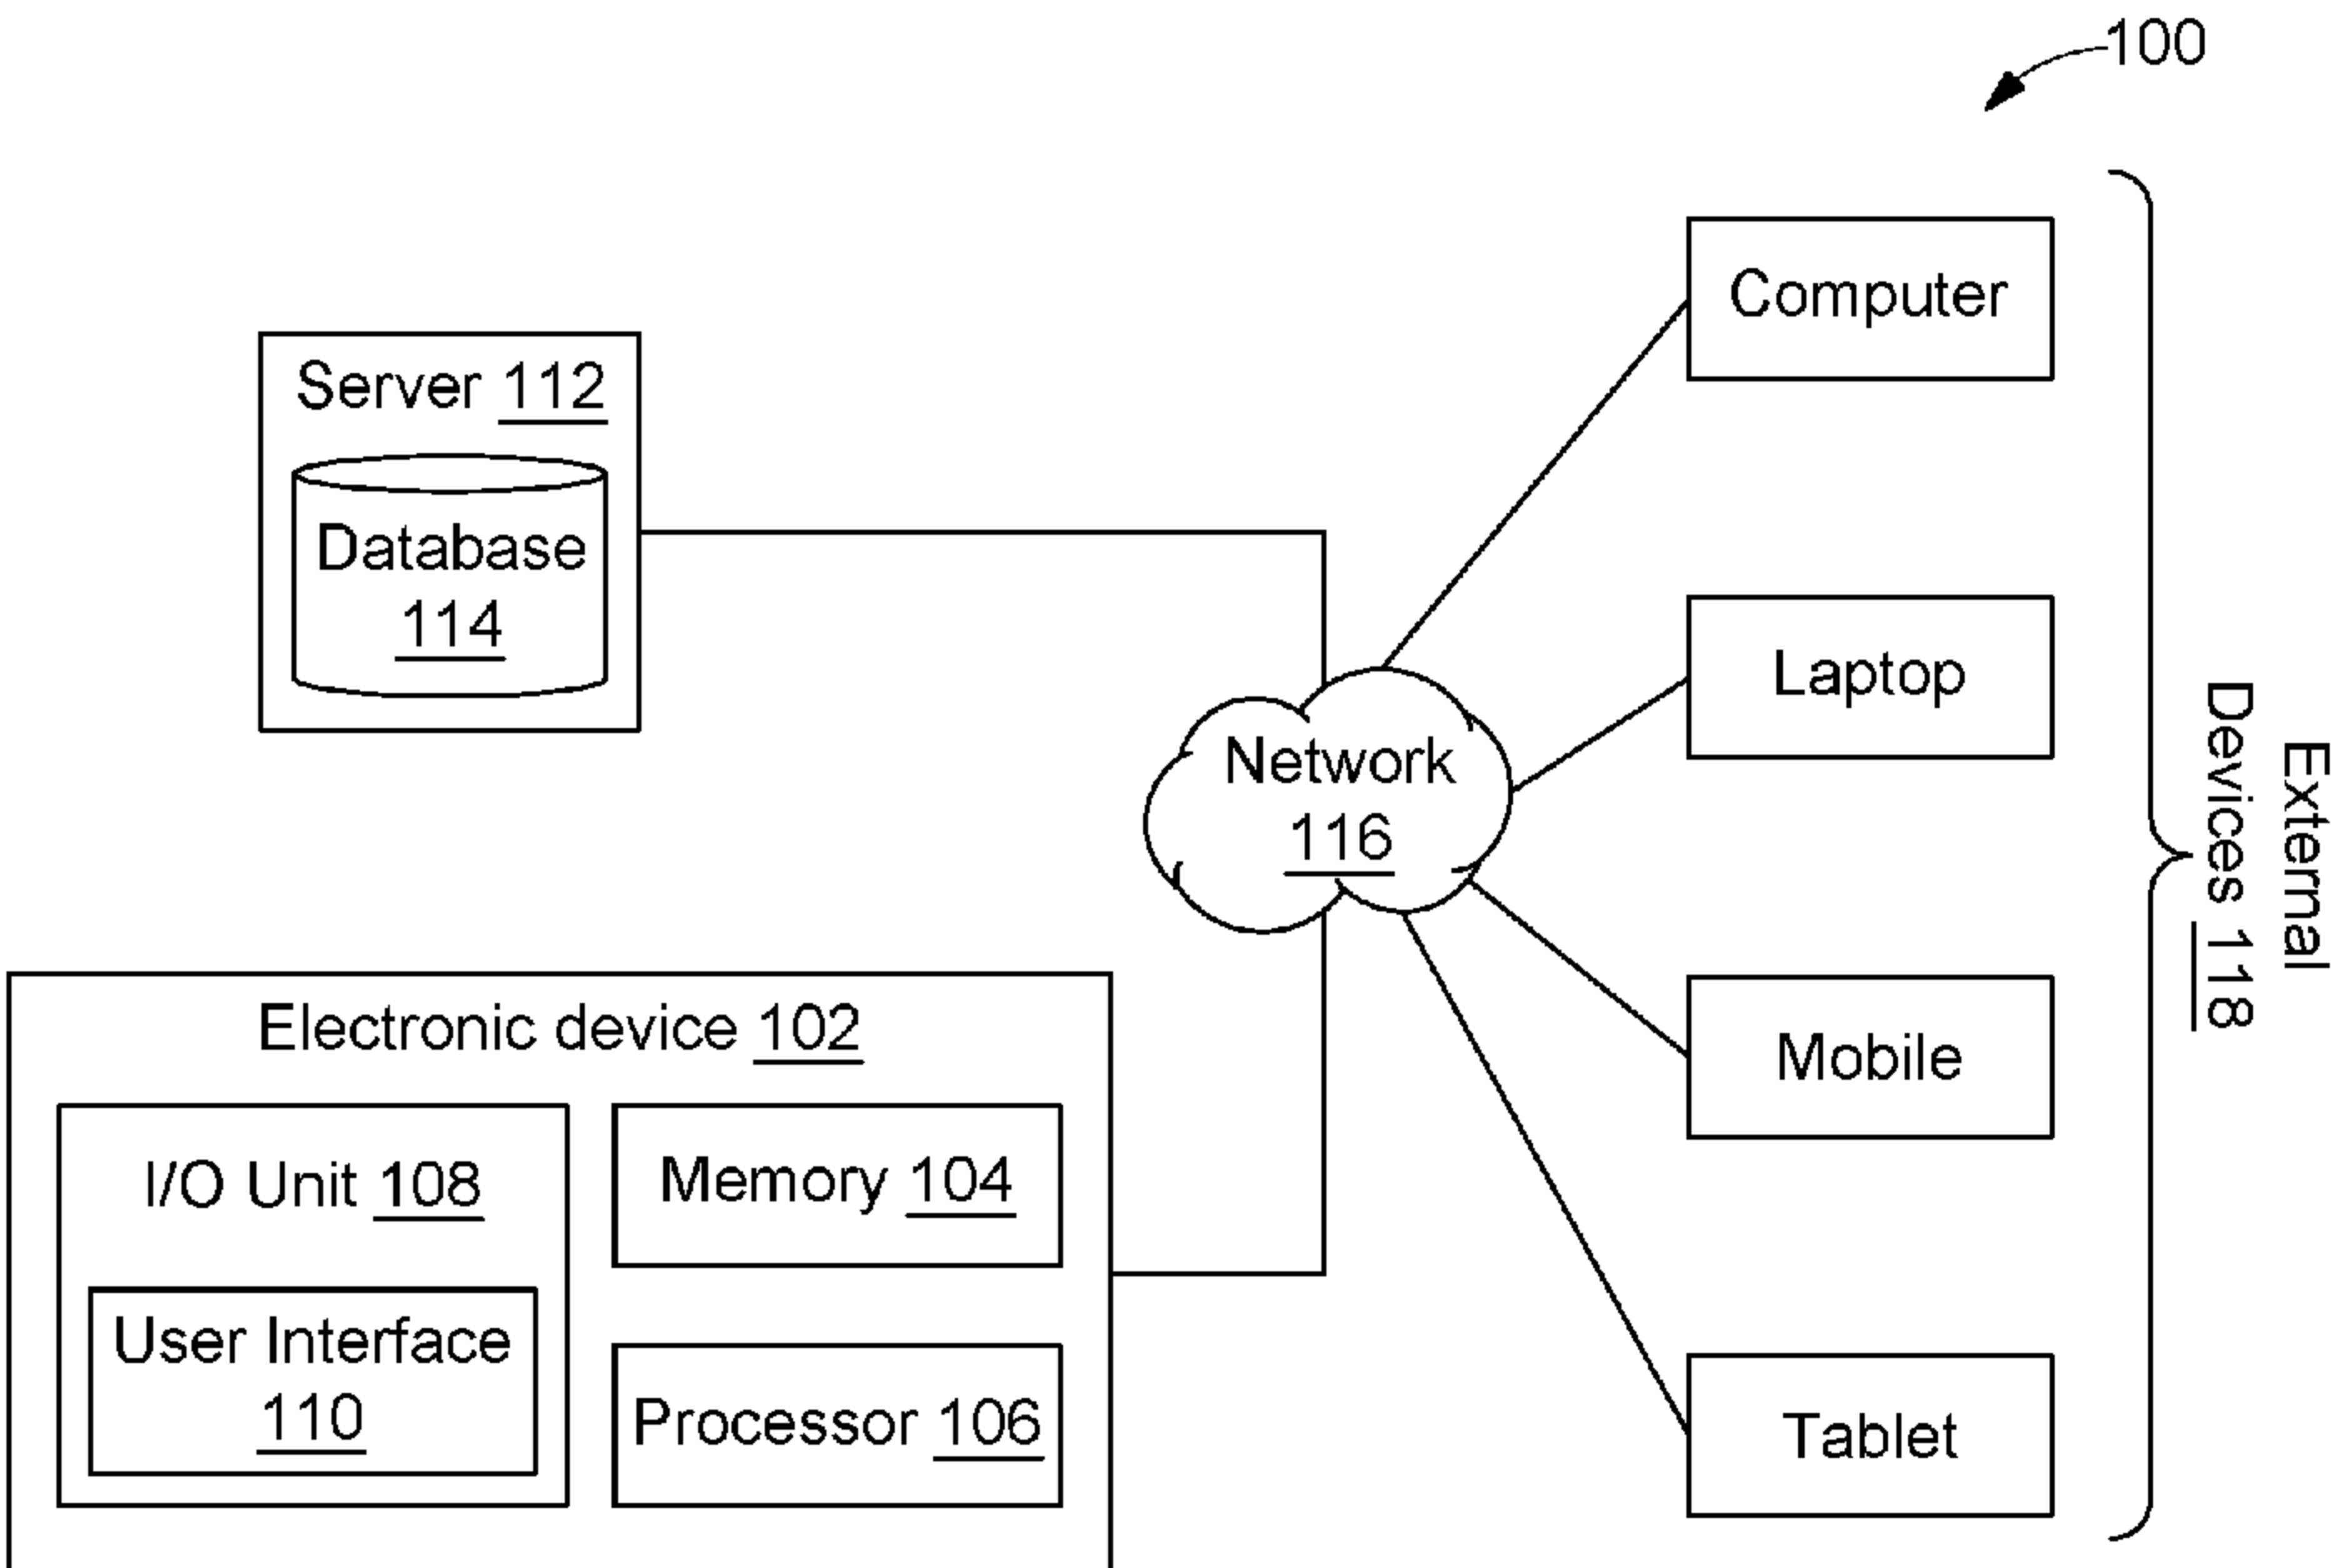 100
Computer
Server 112
Database
114
Laptop
Network
116
External
Devices 118
Electronic device 102
I/O Unit 108
Memory 104
Mobile
User Interface
110
Processor 106
Tablet